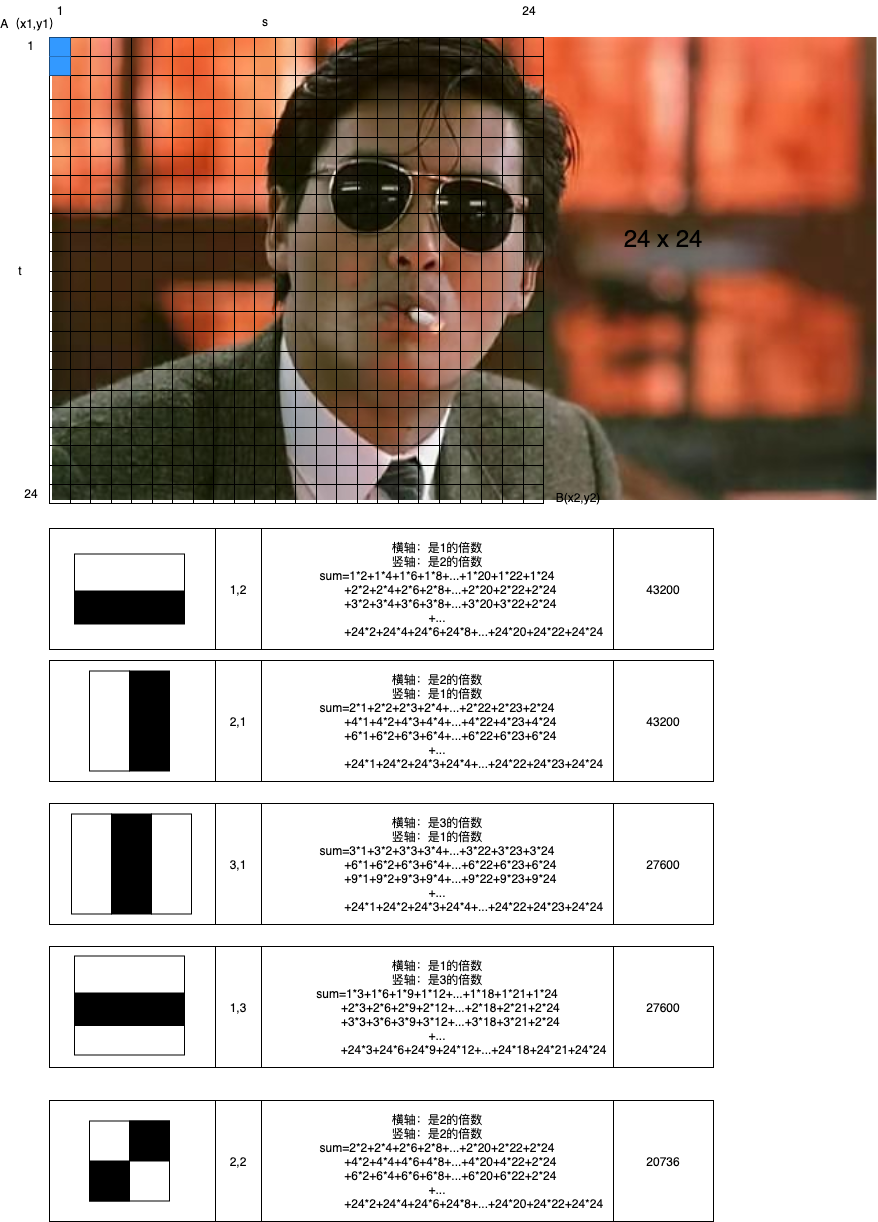 1
24
A（x1,y1）
s
1
24 x 24
t
24
B(x2,y2)
横轴：是1的倍数
竖轴：是2的倍数
sum=1*2+1*4+1*6+1*8+...+1*20+1*22+1*24
+2*2+2*4+2*6+2*8+...+2*20+2*22+2*24
1,2
+3*2+3*4+3*6+3*8+...+3*20+3*22+2*24
43200
+...
+24*2+24*4+24*6+24*8+...+24*20+24*22+24*24
横轴：是2的倍数
竖轴：是1的倍数
sum=2*1+2*2+2*3+2*4+...+2*22+2*23+2*24
2,1
+4*1+4*2+4*3+4*4+...+4*22+4*23+4*24
43200
+6*1+6*2+6*3+6*4+...+6*22+6*23+6*24
+...
+24*1+24*2+24*3+24*4+...+24*22+24*23+24*24
横轴：是3的倍数
竖轴：是1的倍数
sum=3*1+3*2+3*3+3*4+...+3*22+3*23+3*24
3,1
+6*1+6*2+6*3+6*4+...+6*22+6*23+6*24
27600
+9*1+9*2+9*3+9*4+...+9*22+9*23+9*24
+...
+24*1+24*2+24*3+24*4+...+24*22+24*23+24*24
横轴：是1的倍数
竖轴：是3的倍数
sum=1*3+1*6+1*9+1*12+...+1*18+1*21+1*24
1,3
+2*3+2*6+2*9+2*12+...+2*18+2*21+2*24
27600
+3*3+3*6+3*9+3*12+...+3*18+3*21+2*24
+...
+24*3+24*6+24*9+24*12+...+24*18+24*21+24*24
横轴：是2的倍数
竖轴：是2的倍数
sum=2*2+2*4+2*6+2*8+...+2*20+2*22+2*24
2,2
+4*2+4*4+4*6+4*8+...+4*20+4*22+2*24
20736
+6*2+6*4+6*6+6*8+...+6*20+6*22+2*24
+...
+24*2+24*4+24*6+24*8+...+24*20+24*22+24*24